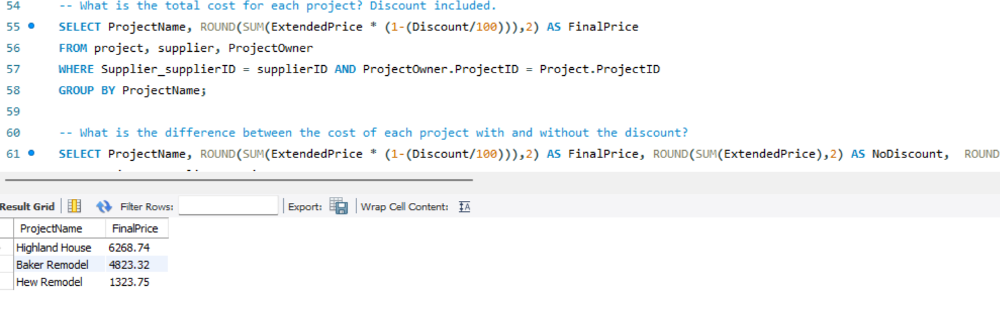 54 -- What is the total cost for each project? Discount included.
55 SELECT ProjectName, ROUND(SUM(ExtendedPrice * (1-(Discount/100))),2) AS FinalPrice
56 FROM project, supplier, ProjectOwner
57 WHERE Supplier_supplierID = supplierID AND ProjectOwner.ProjectID = Project.ProjectID
58 GROUP BY ProjectName;
59
60 -- What is the difference between the cost of each project with and without the discount?
61 SELECT ProjectName, ROUND(SUM(ExtendedPrice * (1-(Discount/100))),2) AS FinalPrice, ROUND(SUM(ExtendedPrice),2) AS NoDiscount, ROUND
Result Grid Filter Rows: Export: Wrap Cell Content: IA
ProjectName FinalPrice
Highland House 6268.74
Baker Remodel 4823.32
Hew Remodel 1323.75